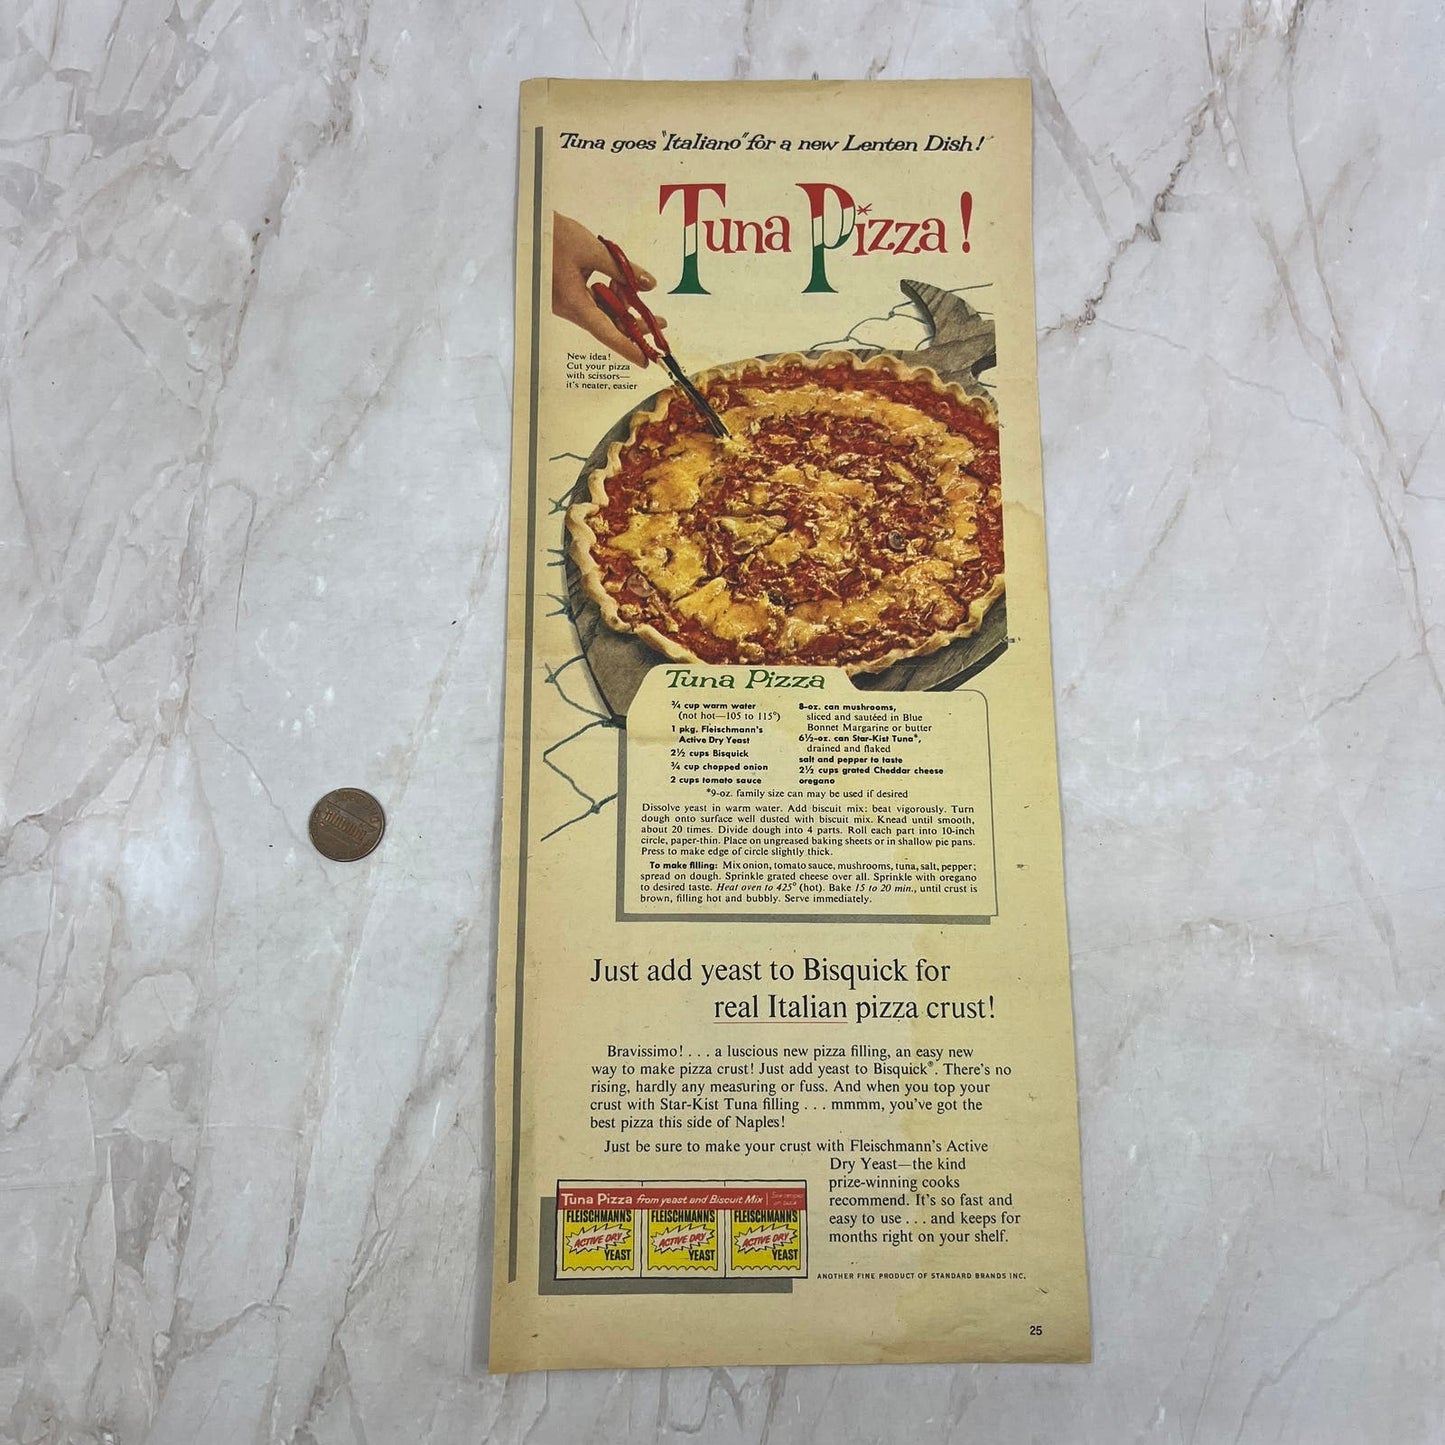 Tuna goes "Italiano" for a new Lenten Dish!
Tuna Pizza!
New idea!
Cut your pizza
with scissors—
it's neater, easier
Tuna Pizza
¾ cup warm water
(not hot—105 to 115°)
1 pkg. Fleischmann's
Active Dry Yeast
2½ cups Bisquick
¾ cup chopped onion
2 cups tomato sauce
8-oz. can mushrooms,
sliced and sautéed in Blue
Bonnet Margarine or butter
6½-oz. can Star-Kist Tuna*,
drained and flaked
salt and pepper to taste
2½ cups grated Cheddar cheese
oregano
*9-oz. family size can may be used if desired
Dissolve yeast in warm water. Add biscuit mix: beat vigorously. Turn
dough onto surface well dusted with biscuit mix. Knead until smooth,
about 20 times. Divide dough into 4 parts. Roll each part into 10-inch
circle, paper-thin. Place on ungreased baking sheets or in shallow pie pans.
Press to make edge of circle slightly thick.
To make filling: Mix onion, tomato sauce, mushrooms, tuna, salt, pepper;
spread on dough. Sprinkle grated cheese over all. Sprinkle with oregano
to desired taste. Heat oven to 425° (hot). Bake 15 to 20 min., until crust is
brown, filling hot and bubbly. Serve immediately.
Just add yeast to Bisquick for
real Italian pizza crust!
Bravissimo! . . . a luscious new pizza filling, an easy new
way to make pizza crust! Just add yeast to Bisquick®. There's no
rising, hardly any measuring or fuss. And when you top your
crust with Star-Kist Tuna filling . . . mmmm, you've got the
best pizza this side of Naples!
Just be sure to make your crust with Fleischmann's Active
Dry Yeast—the kind
prize-winning cooks
recommend. It's so fast and
easy to use . . . and keeps for
months right on your shelf.
Tuna Pizza from yeast and Biscuit Mix
FLEISCHMANN'S FLEISCHMANN'S FLEISCHMANN'S
ACTIVE DRY ACTIVE DRY ACTIVE DRY
YEAST YEAST YEAST
ANOTHER FINE PRODUCT OF STANDARD BRANDS INC.
25